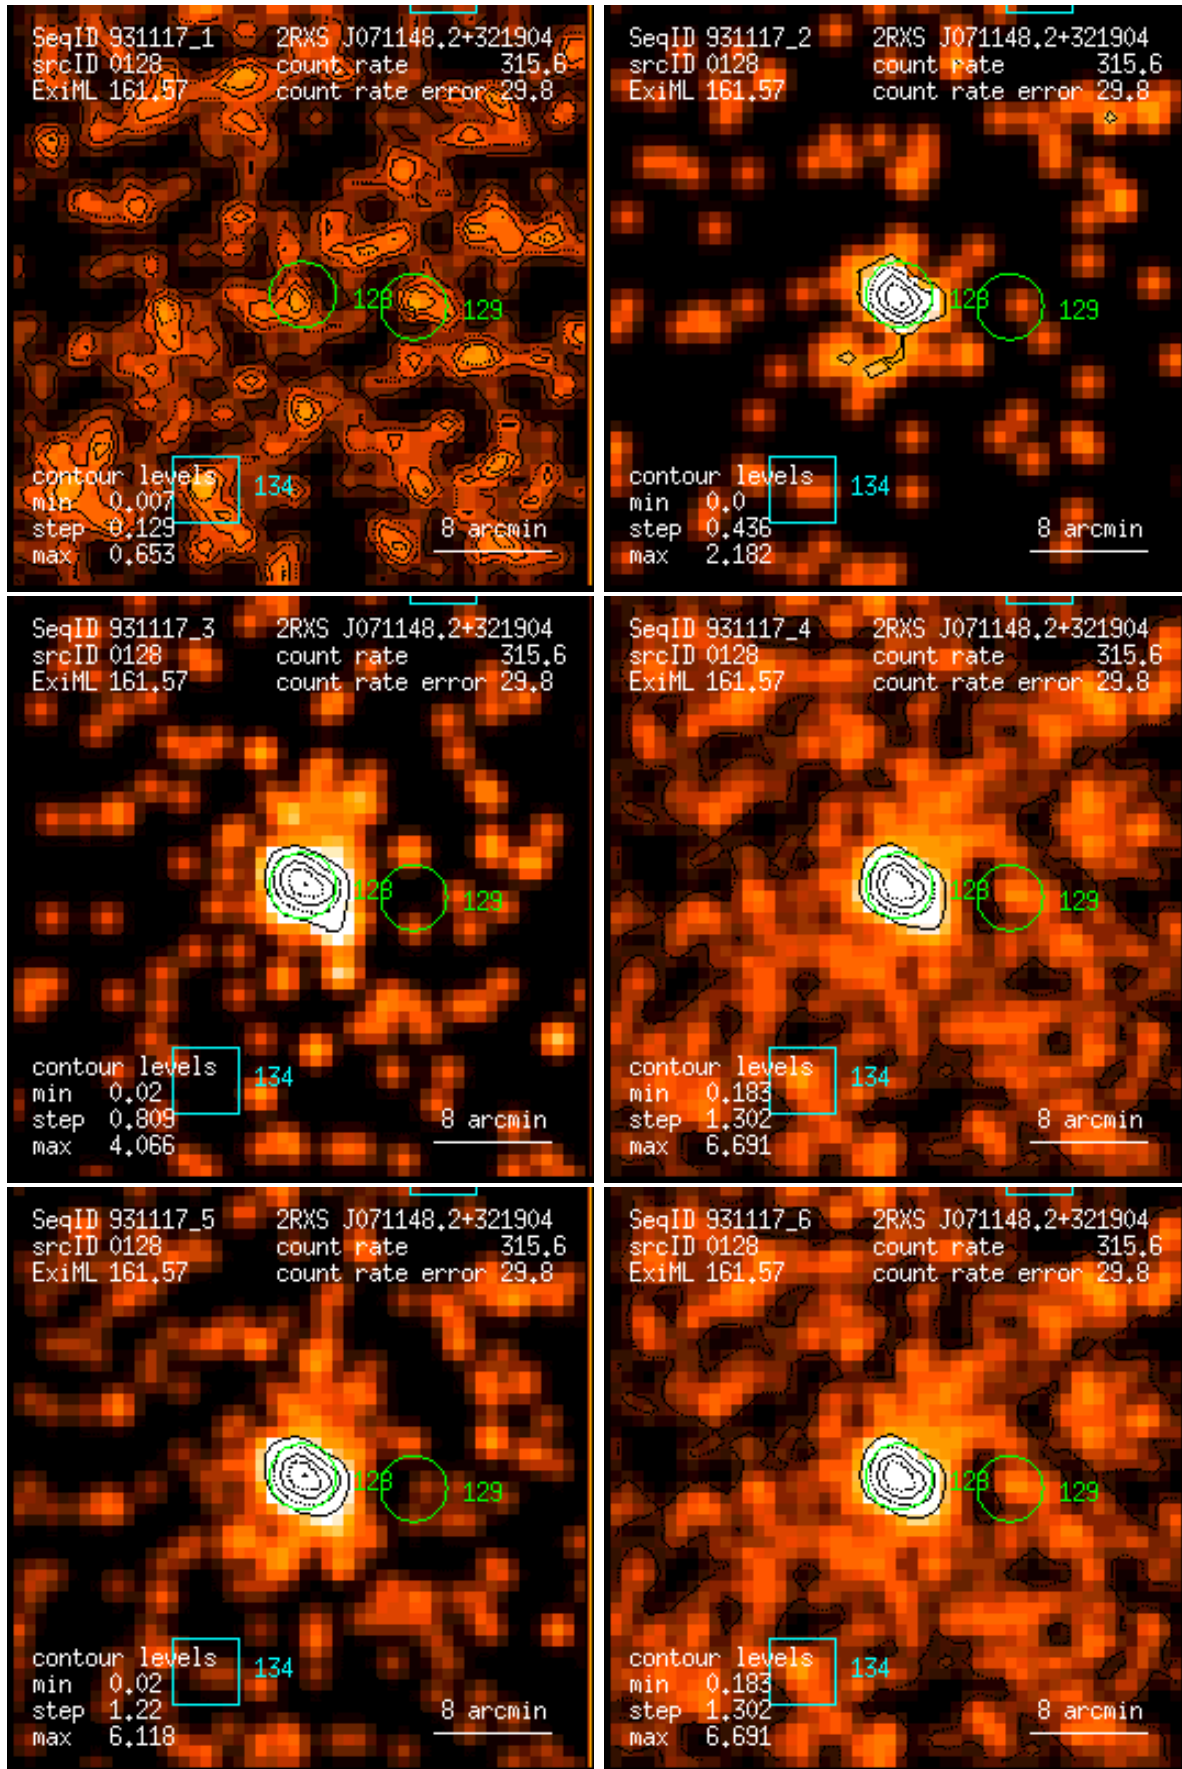 SeqID 931117_1 2RXS J071148.2+321904
srcID 0128 count rate 315.6
ExiML 161.57 count rate error 29.8
128
129
contour levels
134
min 0.007
step 0.129 8 arcmin
max 0.653
SeqID 931117_2 2RXS J071148.2+321904
srcID 0128 count rate 315.6
ExiML 161.57 count rate error 29.8
128
129
contour levels
134
min 0.0
step 0.436 8 arcmin
max 2.182
SeqID 931117_3 2RXS J071148.2+321904
srcID 0128 count rate 315.6
ExiML 161.57 count rate error 29.8
128
129
contour levels
134
min 0.02
step 0.809 8 arcmin
max 4.066
SeqID 931117_4 2RXS J071148.2+321904
srcID 0128 count rate 315.6
ExiML 161.57 count rate error 29.8
128
129
contour levels
134
min 0.183
step 1.302 8 arcmin
max 6.691
SeqID 931117_5 2RXS J071148.2+321904
srcID 0128 count rate 315.6
ExiML 161.57 count rate error 29.8
128
129
contour levels
134
min 0.02
step 1.22 8 arcmin
max 6.118
SeqID 931117_6 2RXS J071148.2+321904
srcID 0128 count rate 315.6
ExiML 161.57 count rate error 29.8
128
129
contour levels
134
min 0.183
step 1.302 8 arcmin
max 6.691